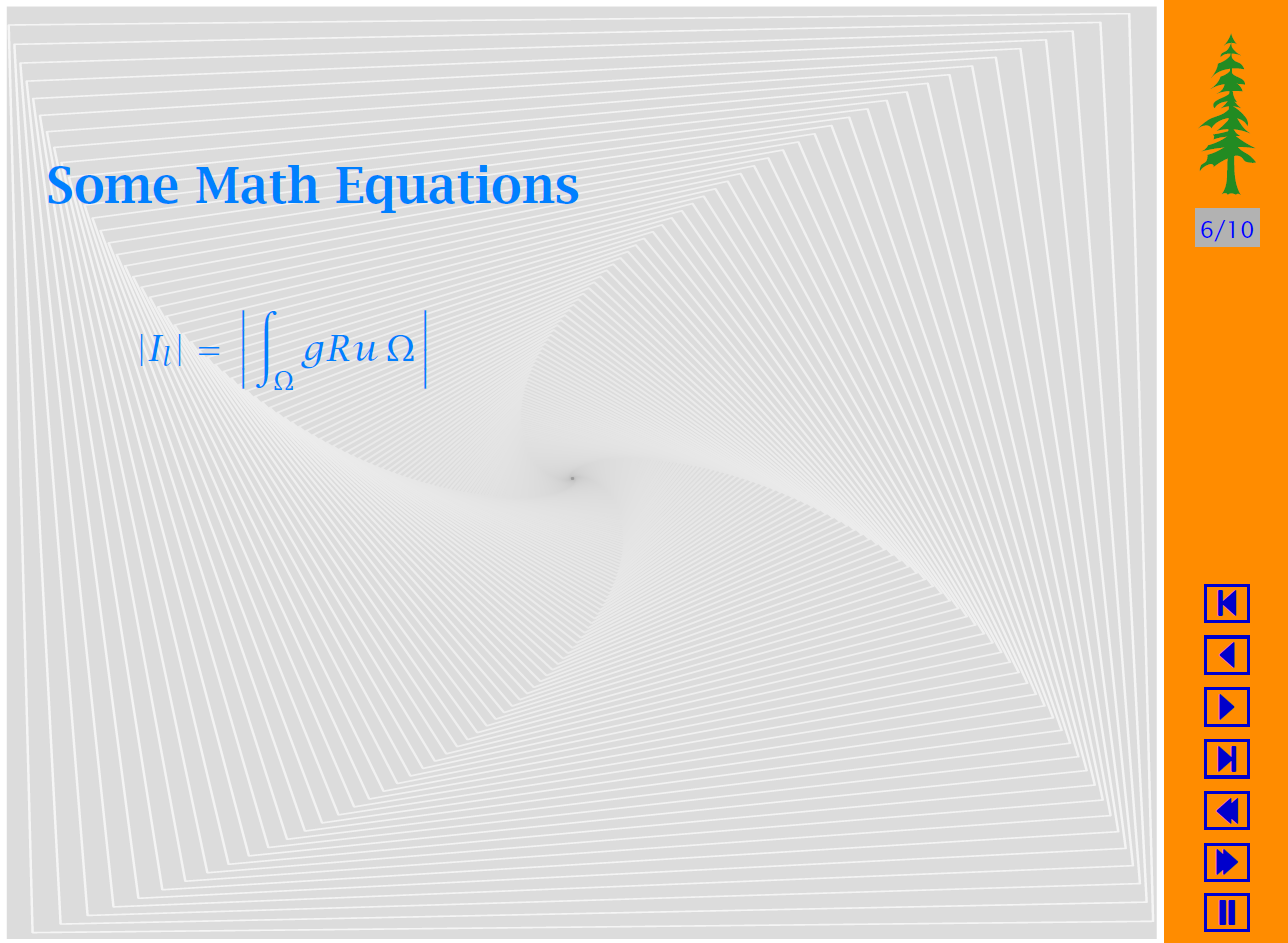 Some Math Equations
6/10
|I_l| = |∫_Ω gRu Ω|